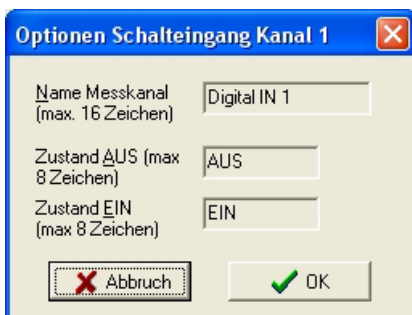 Optionen Schalteingang Kanal 1
Name Messkanal
(max. 16 Zeichen)
Digital IN 1
Zustand AUS (max
8 Zeichen)
AUS
Zustand EIN
(max 8 Zeichen)
EIN
Abbruch
OK